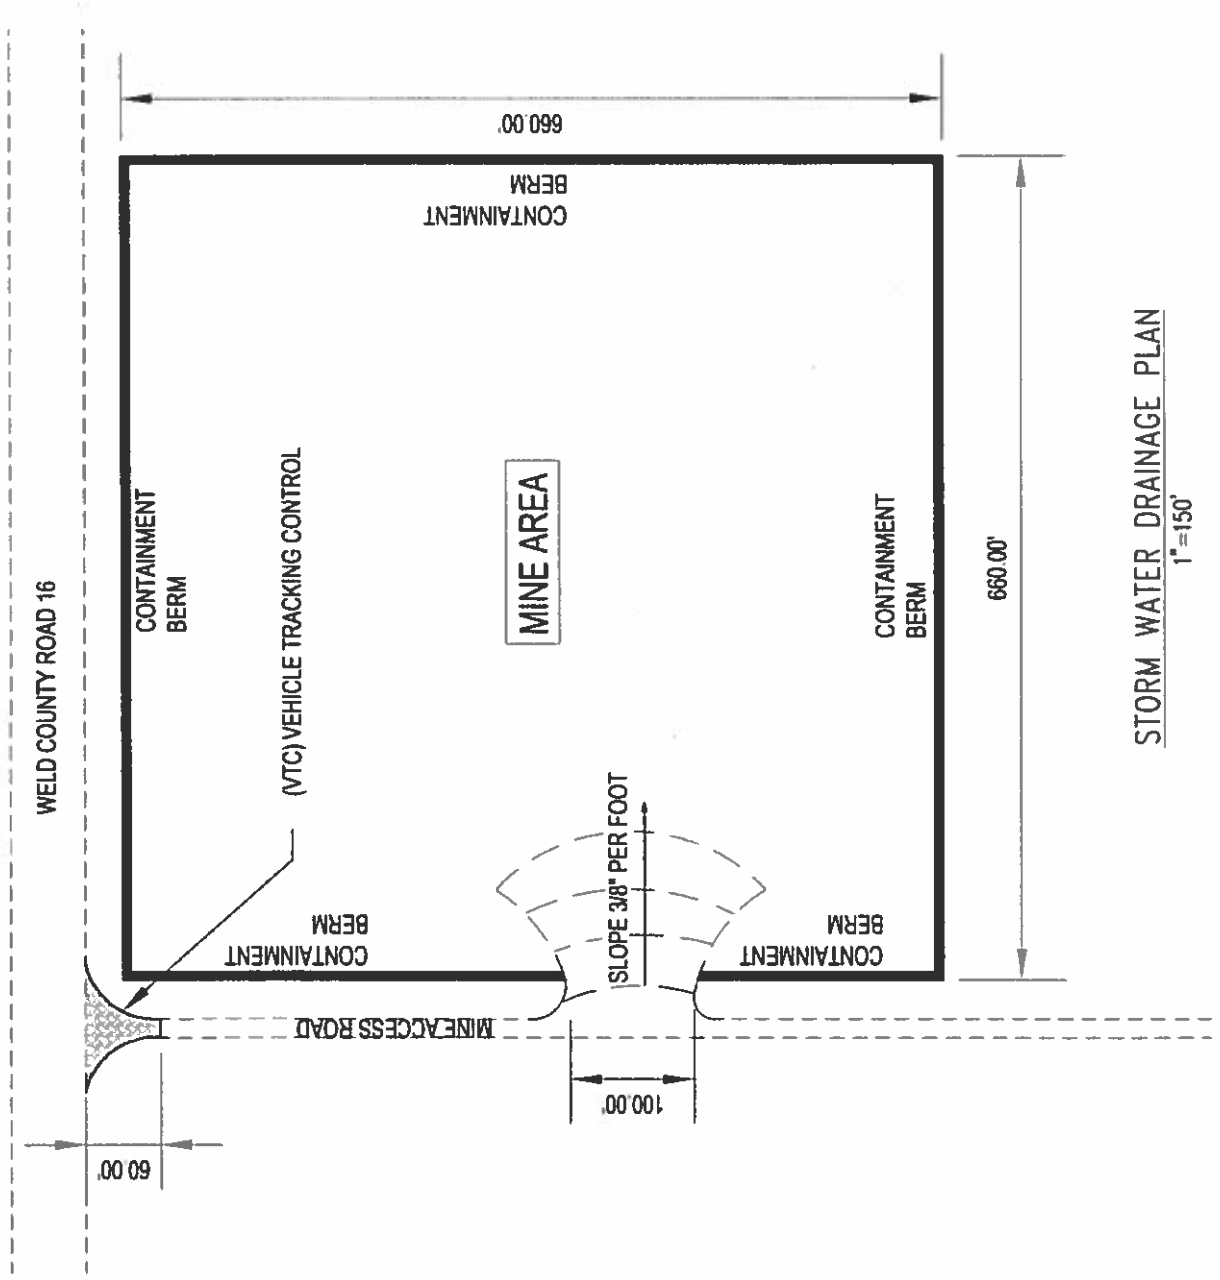 WELD COUNTY ROAD 16
660.00'
CONTAINMENT
BERM
CONTAINMENT
BERM
(VTC) VEHICLE TRACKING CONTROL
MINE AREA
CONTAINMENT
BERM
660.00'
SLOPE 3/8" PER FOOT
CONTAINMENT
BERM
CONTAINMENT
BERM
MINE ACCESS ROAD
100.00'
60.00'
STORM WATER DRAINAGE PLAN
1"=150'